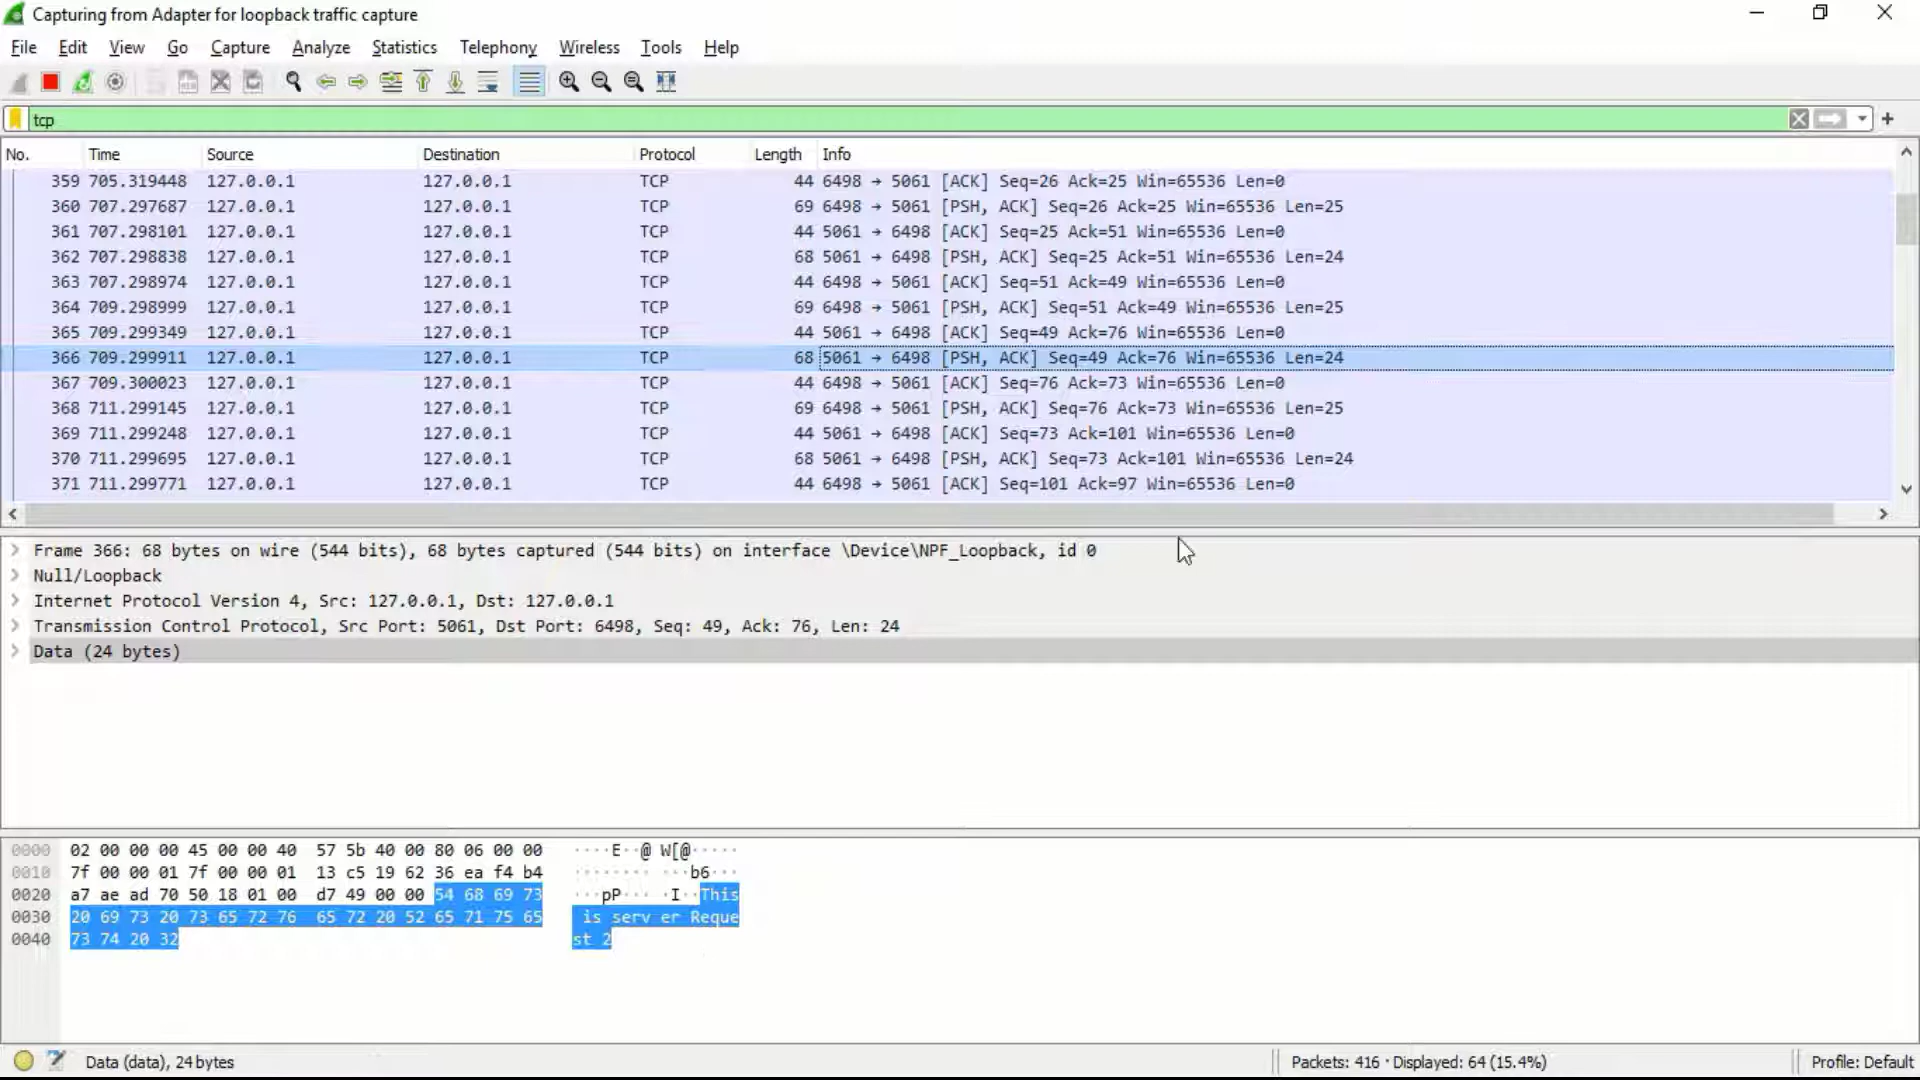 Capturing from Adapter for loopback traffic capture
File Edit View Go Capture Analyze Statistics Telephony Wireless Tools Help
tcp
No. Time Source Destination Protocol Length Info
359 705.319448 127.0.0.1 127.0.0.1 TCP 44 6498 → 5061 [ACK] Seq=26 Ack=25 Win=65536 Len=0
360 707.297687 127.0.0.1 127.0.0.1 TCP 69 6498 → 5061 [PSH, ACK] Seq=26 Ack=25 Win=65536 Len=25
361 707.298101 127.0.0.1 127.0.0.1 TCP 44 5061 → 6498 [ACK] Seq=25 Ack=51 Win=65536 Len=0
362 707.298838 127.0.0.1 127.0.0.1 TCP 68 5061 → 6498 [PSH, ACK] Seq=25 Ack=51 Win=65536 Len=24
363 707.298974 127.0.0.1 127.0.0.1 TCP 44 6498 → 5061 [ACK] Seq=51 Ack=49 Win=65536 Len=0
364 709.298999 127.0.0.1 127.0.0.1 TCP 69 6498 → 5061 [PSH, ACK] Seq=51 Ack=49 Win=65536 Len=25
365 709.299349 127.0.0.1 127.0.0.1 TCP 44 5061 → 6498 [ACK] Seq=49 Ack=76 Win=65536 Len=0
366 709.299911 127.0.0.1 127.0.0.1 TCP 68 5061 → 6498 [PSH, ACK] Seq=49 Ack=76 Win=65536 Len=24
367 709.300023 127.0.0.1 127.0.0.1 TCP 44 6498 → 5061 [ACK] Seq=76 Ack=73 Win=65536 Len=0
368 711.299145 127.0.0.1 127.0.0.1 TCP 69 6498 → 5061 [PSH, ACK] Seq=76 Ack=73 Win=65536 Len=25
369 711.299248 127.0.0.1 127.0.0.1 TCP 44 5061 → 6498 [ACK] Seq=73 Ack=101 Win=65536 Len=0
370 711.299695 127.0.0.1 127.0.0.1 TCP 68 5061 → 6498 [PSH, ACK] Seq=73 Ack=101 Win=65536 Len=24
371 711.299771 127.0.0.1 127.0.0.1 TCP 44 6498 → 5061 [ACK] Seq=101 Ack=97 Win=65536 Len=0
Frame 366: 68 bytes on wire (544 bits), 68 bytes captured (544 bits) on interface \Device\NPF_Loopback, id 0
Null/Loopback
Internet Protocol Version 4, Src: 127.0.0.1, Dst: 127.0.0.1
Transmission Control Protocol, Src Port: 5061, Dst Port: 6498, Seq: 49, Ack: 76, Len: 24
Data (24 bytes)
0000 02 00 00 00 45 00 00 40 57 5b 40 00 80 06 00 00 ····E··@ W[@·····
0010 7f 00 00 01 7f 00 00 01 13 c5 19 62 36 ea f4 b4 ········ ···b6···
0020 a7 ae ad 70 50 18 01 00 d7 49 00 00 54 68 69 73 ···pP··· ·I··This
0030 20 69 73 20 73 65 72 76 65 72 20 52 65 71 75 65 is serv er Reque
0040 73 74 20 32 st 2
Data (data), 24 bytes Packets: 416 · Displayed: 64 (15.4%) Profile: Default